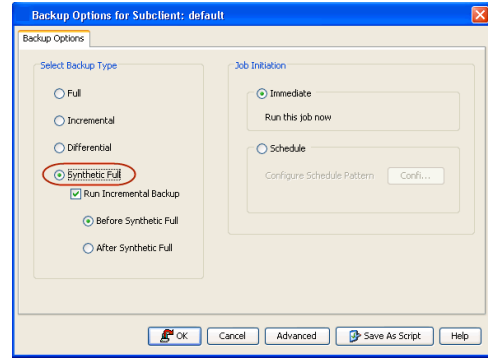 Backup Options for Subclient: default
Backup Options
Select Backup Type
Full
Incremental
Differential
Synthetic Full
Run Incremental Backup
Before Synthetic Full
After Synthetic Full
Job Initiation
Immediate
Run this job now
Schedule
Configure Schedule Pattern
Confi...
OK
Cancel
Advanced
Save As Script
Help